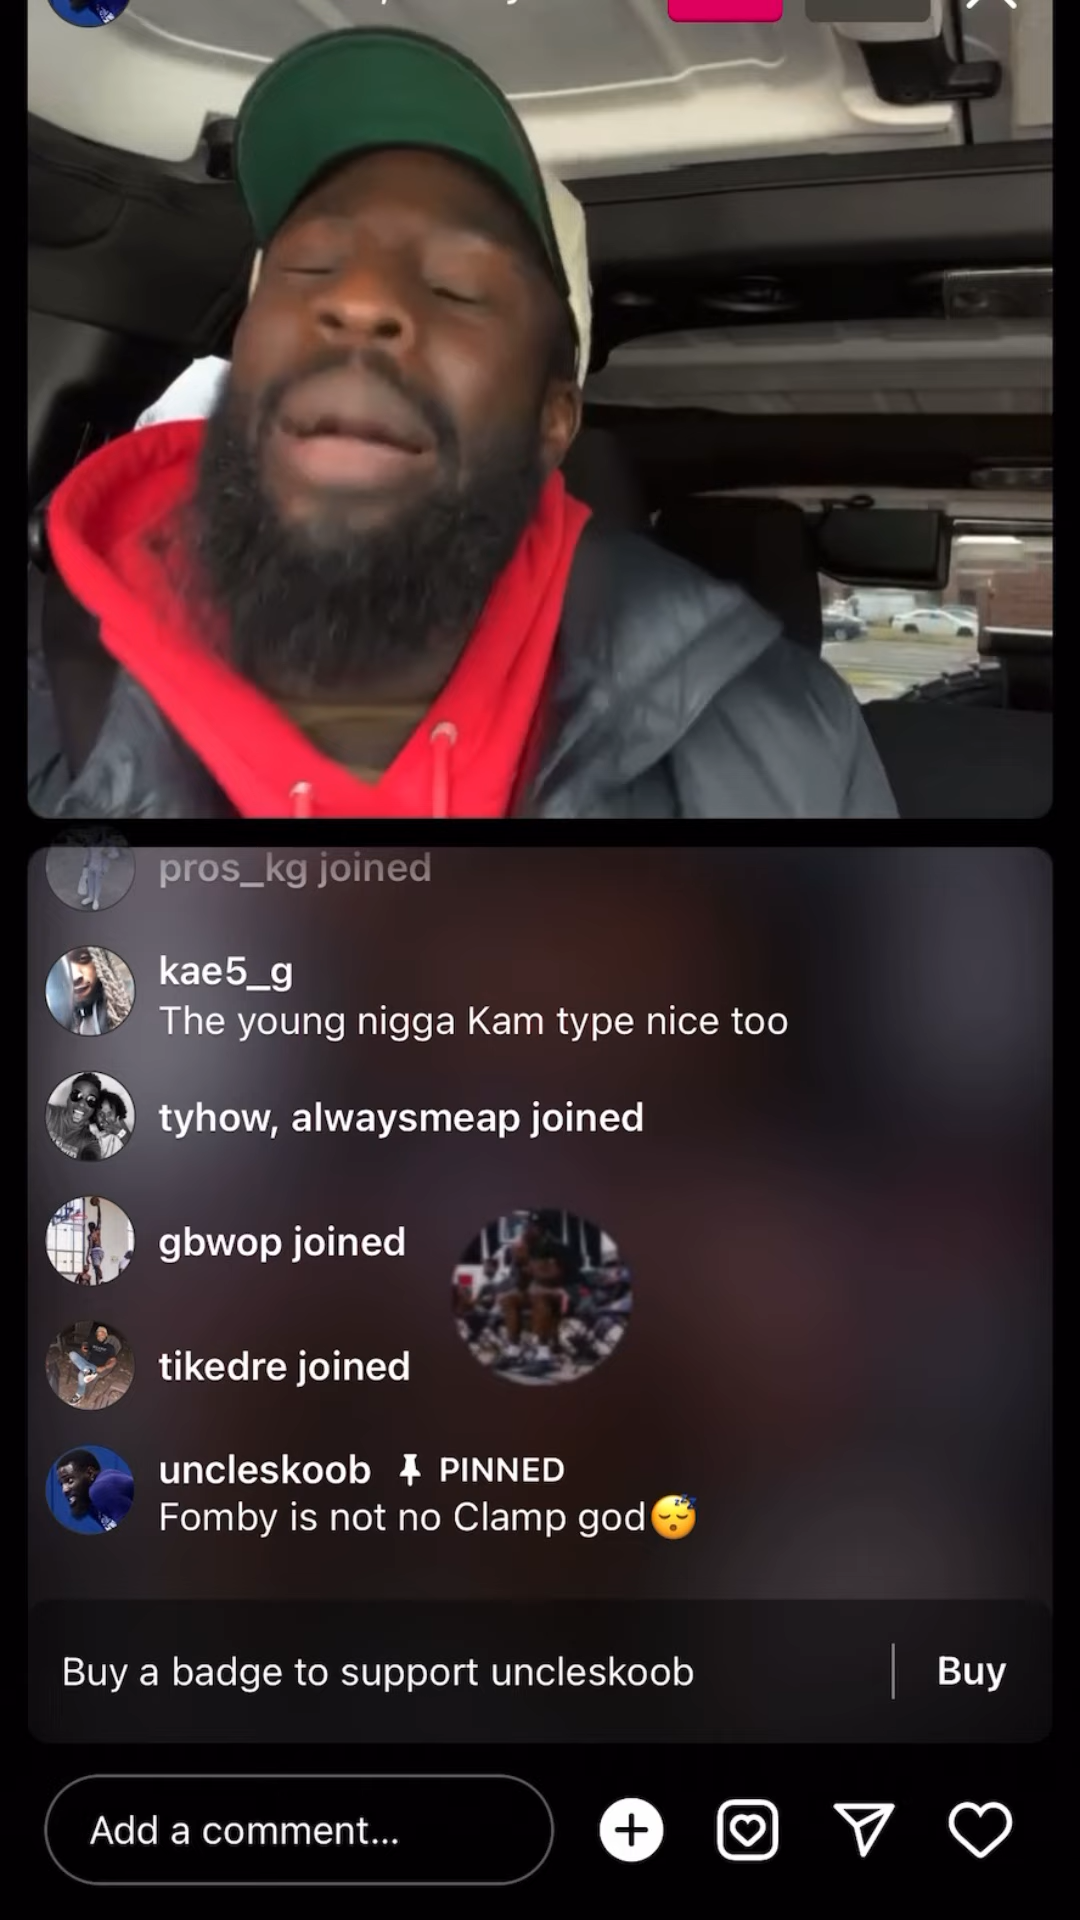 pros_kg joined
kae5_g
The young nigga Kam type nice too
tyhow, alwaysmeap joined
gbwop joined
tikedre joined
uncleskoob 📌 PINNED
Fomby is not no Clamp god😴
Buy a badge to support uncleskoob | Buy
Add a comment...